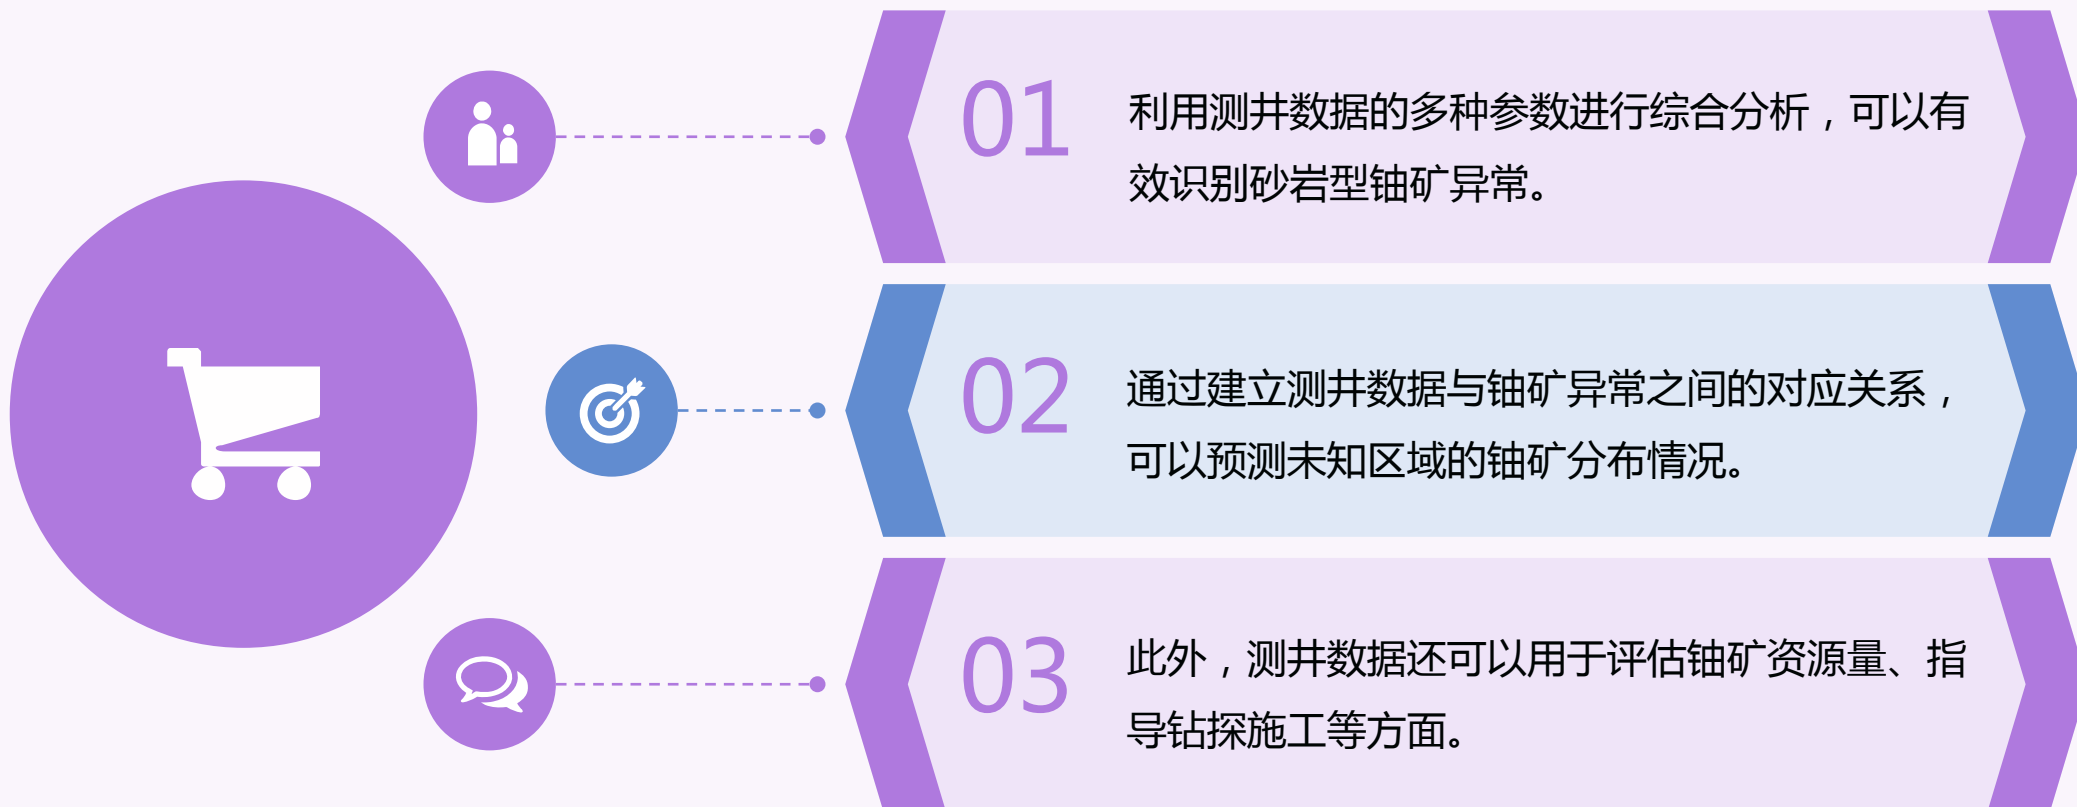 01
利用测井数据的多种参数进行综合分析，可以有
效识别砂岩型铀矿异常。
02
通过建立测井数据与铀矿异常之间的对应关系，
可以预测未知区域的铀矿分布情况。
03
此外，测井数据还可以用于评估铀矿资源量、指
导钻探施工等方面。